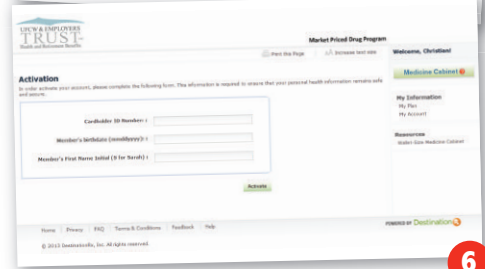 UFCW & EMPLOYERS
TRUST
Health and Retirement Benefits
Market Priced Drug Program
Print this Page
Increase text size
Welcome, Christien!
Medicine Cabinet
Activation
In order activate your account, please complete the following form. This information is required to ensure that your personal health information remains safe
and secure.
My Information
My Plan
My Account
Cardholder ID Number: :
Member's birthdate (mmddyyyy): :
Member's First Name Initial (S for Sarah) :
Resources
Medicine Cabinet
Activate
Home
Privacy
FAQ
Terms & Conditions
Feedback
Help
POWERED BY DestinationRx
© 2013 DestinationRx, Inc. All rights reserved.
6